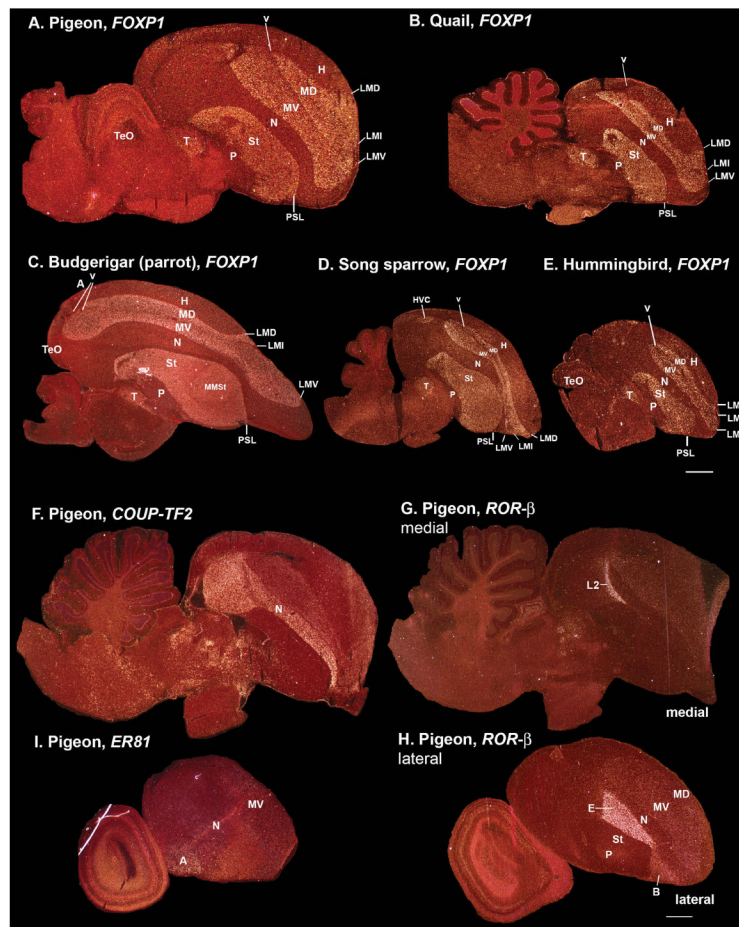 A. Pigeon, FOXP1
v
H
MD
LMD
MV
N
LMI
TeO
T
St
LMV
P
PSL
B. Quail, FOXP1
v
MD
H
MV
N
LMD
T
St
P
LMI
LMV
PSL
C. Budgerigar (parrot), FOXP1
A
v
H
MD
MV
LMD
N
LMI
TeO
St
MMSt
LMV
T
P
PSL
D. Song sparrow, FOXP1
HVC
v
MV
MD
H
N
St
T
P
PSL
LMV
LMI
LMD
E. Hummingbird, FOXP1
v
MD
H
MV
TeO
N
T
St
P
LM
LM
LM
PSL
F. Pigeon, COUP-TF2
N
G. Pigeon, ROR-β
medial
L2
medial
I. Pigeon, ER81
MV
N
A
H. Pigeon, ROR-β
lateral
MD
E
MV
N
St
P
B
lateral